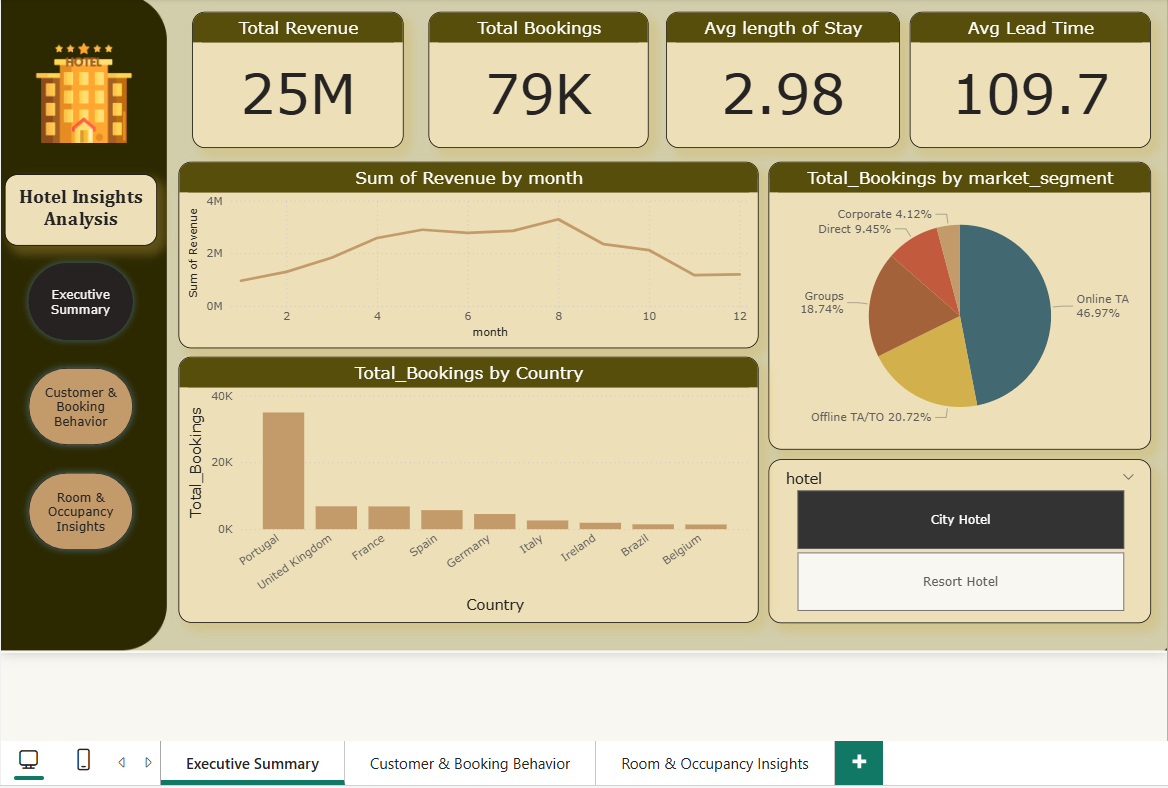 HOTEL
Hotel Insights
Analysis
Executive
Summary
Customer &
Booking
Behavior
Room &
Occupancy
Insights
Total Revenue
25M
Total Bookings
79K
Avg length of Stay
2.98
Avg Lead Time
109.7
Sum of Revenue by month
Sum of Revenue
4M
2M
0M
2
4
6
8
10
12
month
Total_Bookings by market_segment
Corporate 4.12%
Direct 9.45%
Groups
18.74%
Online TA
46.97%
Offline TA/TO 20.72%
Total_Bookings by Country
Total_Bookings
40K
20K
0K
Portugal
United Kingdom
France
Spain
Germany
Italy
Ireland
Brazil
Belgium
Country
hotel
City Hotel
Resort Hotel
Executive Summary
Customer & Booking Behavior
Room & Occupancy Insights